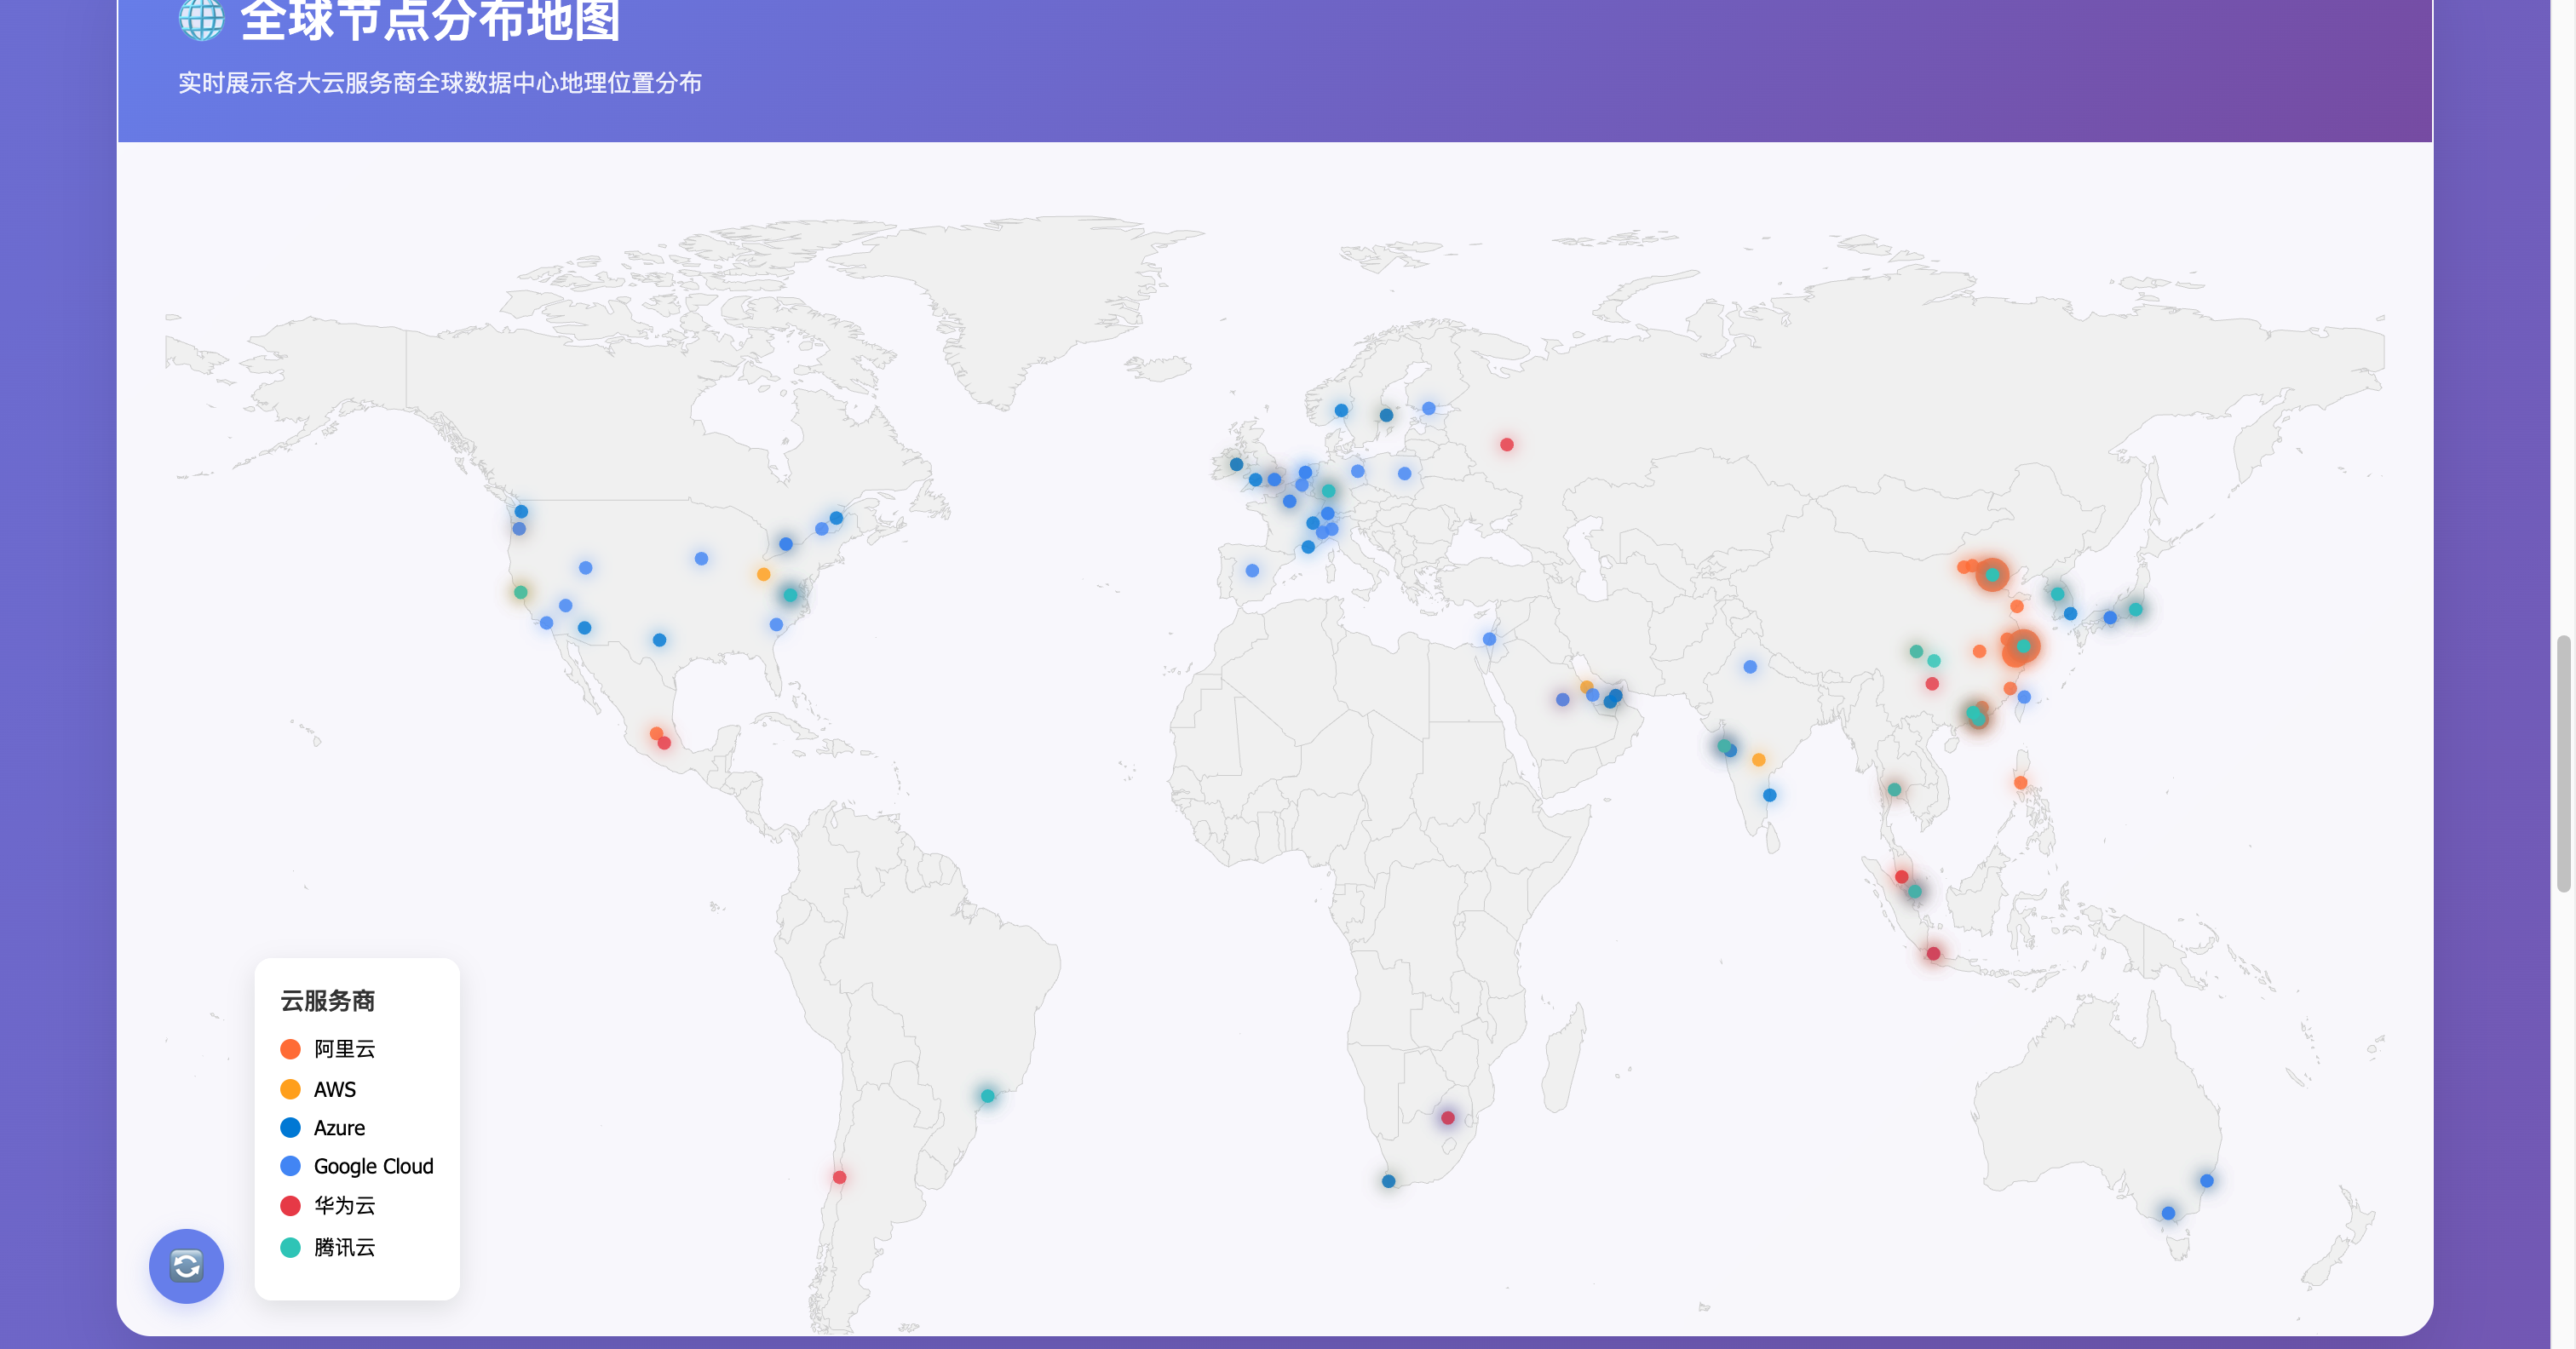 全球节点分布地图
实时展示各大云服务商全球数据中心地理位置分布
云服务商
阿里云
AWS
Azure
Google Cloud
华为云
腾讯云